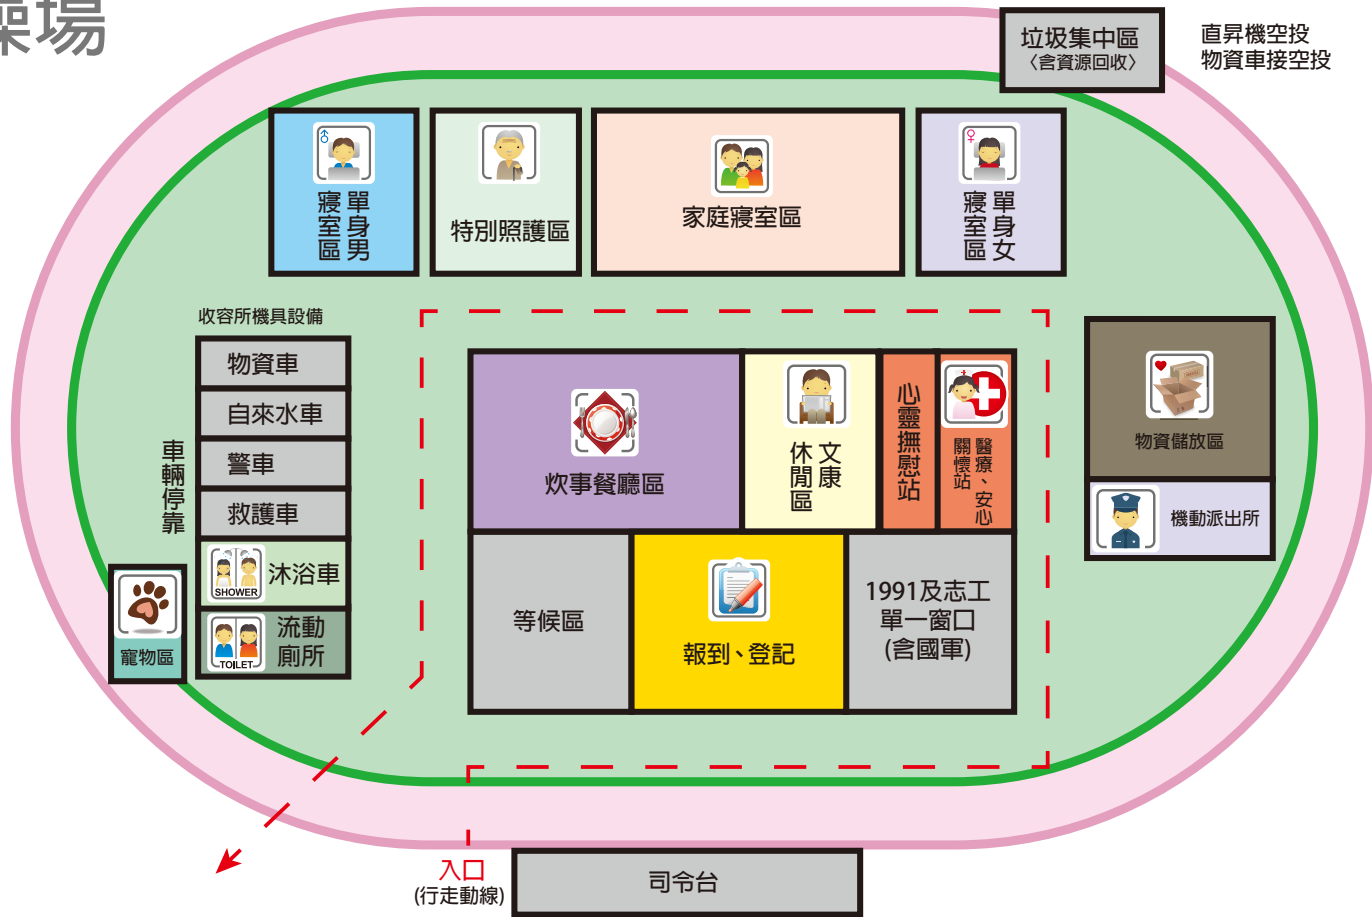 操場
垃圾集中區
〈含資源回收〉
直昇機空投
物資車接空投
單身男
寢室區
特別照護區
家庭寢室區
單身女
寢室區
收容所機具設備
物資車
自來水車
警車
救護車
SHOWER
沐浴車
TOILET
流動
廁所
車輛停靠
寵物區
炊事餐廳區
文康
休閒區
心靈撫慰站
醫療、安心
關懷站
等候區
報到、登記
1991及志工
單一窗口
(含國軍)
物資儲放區
機動派出所
入口
(行走動線)
司令台